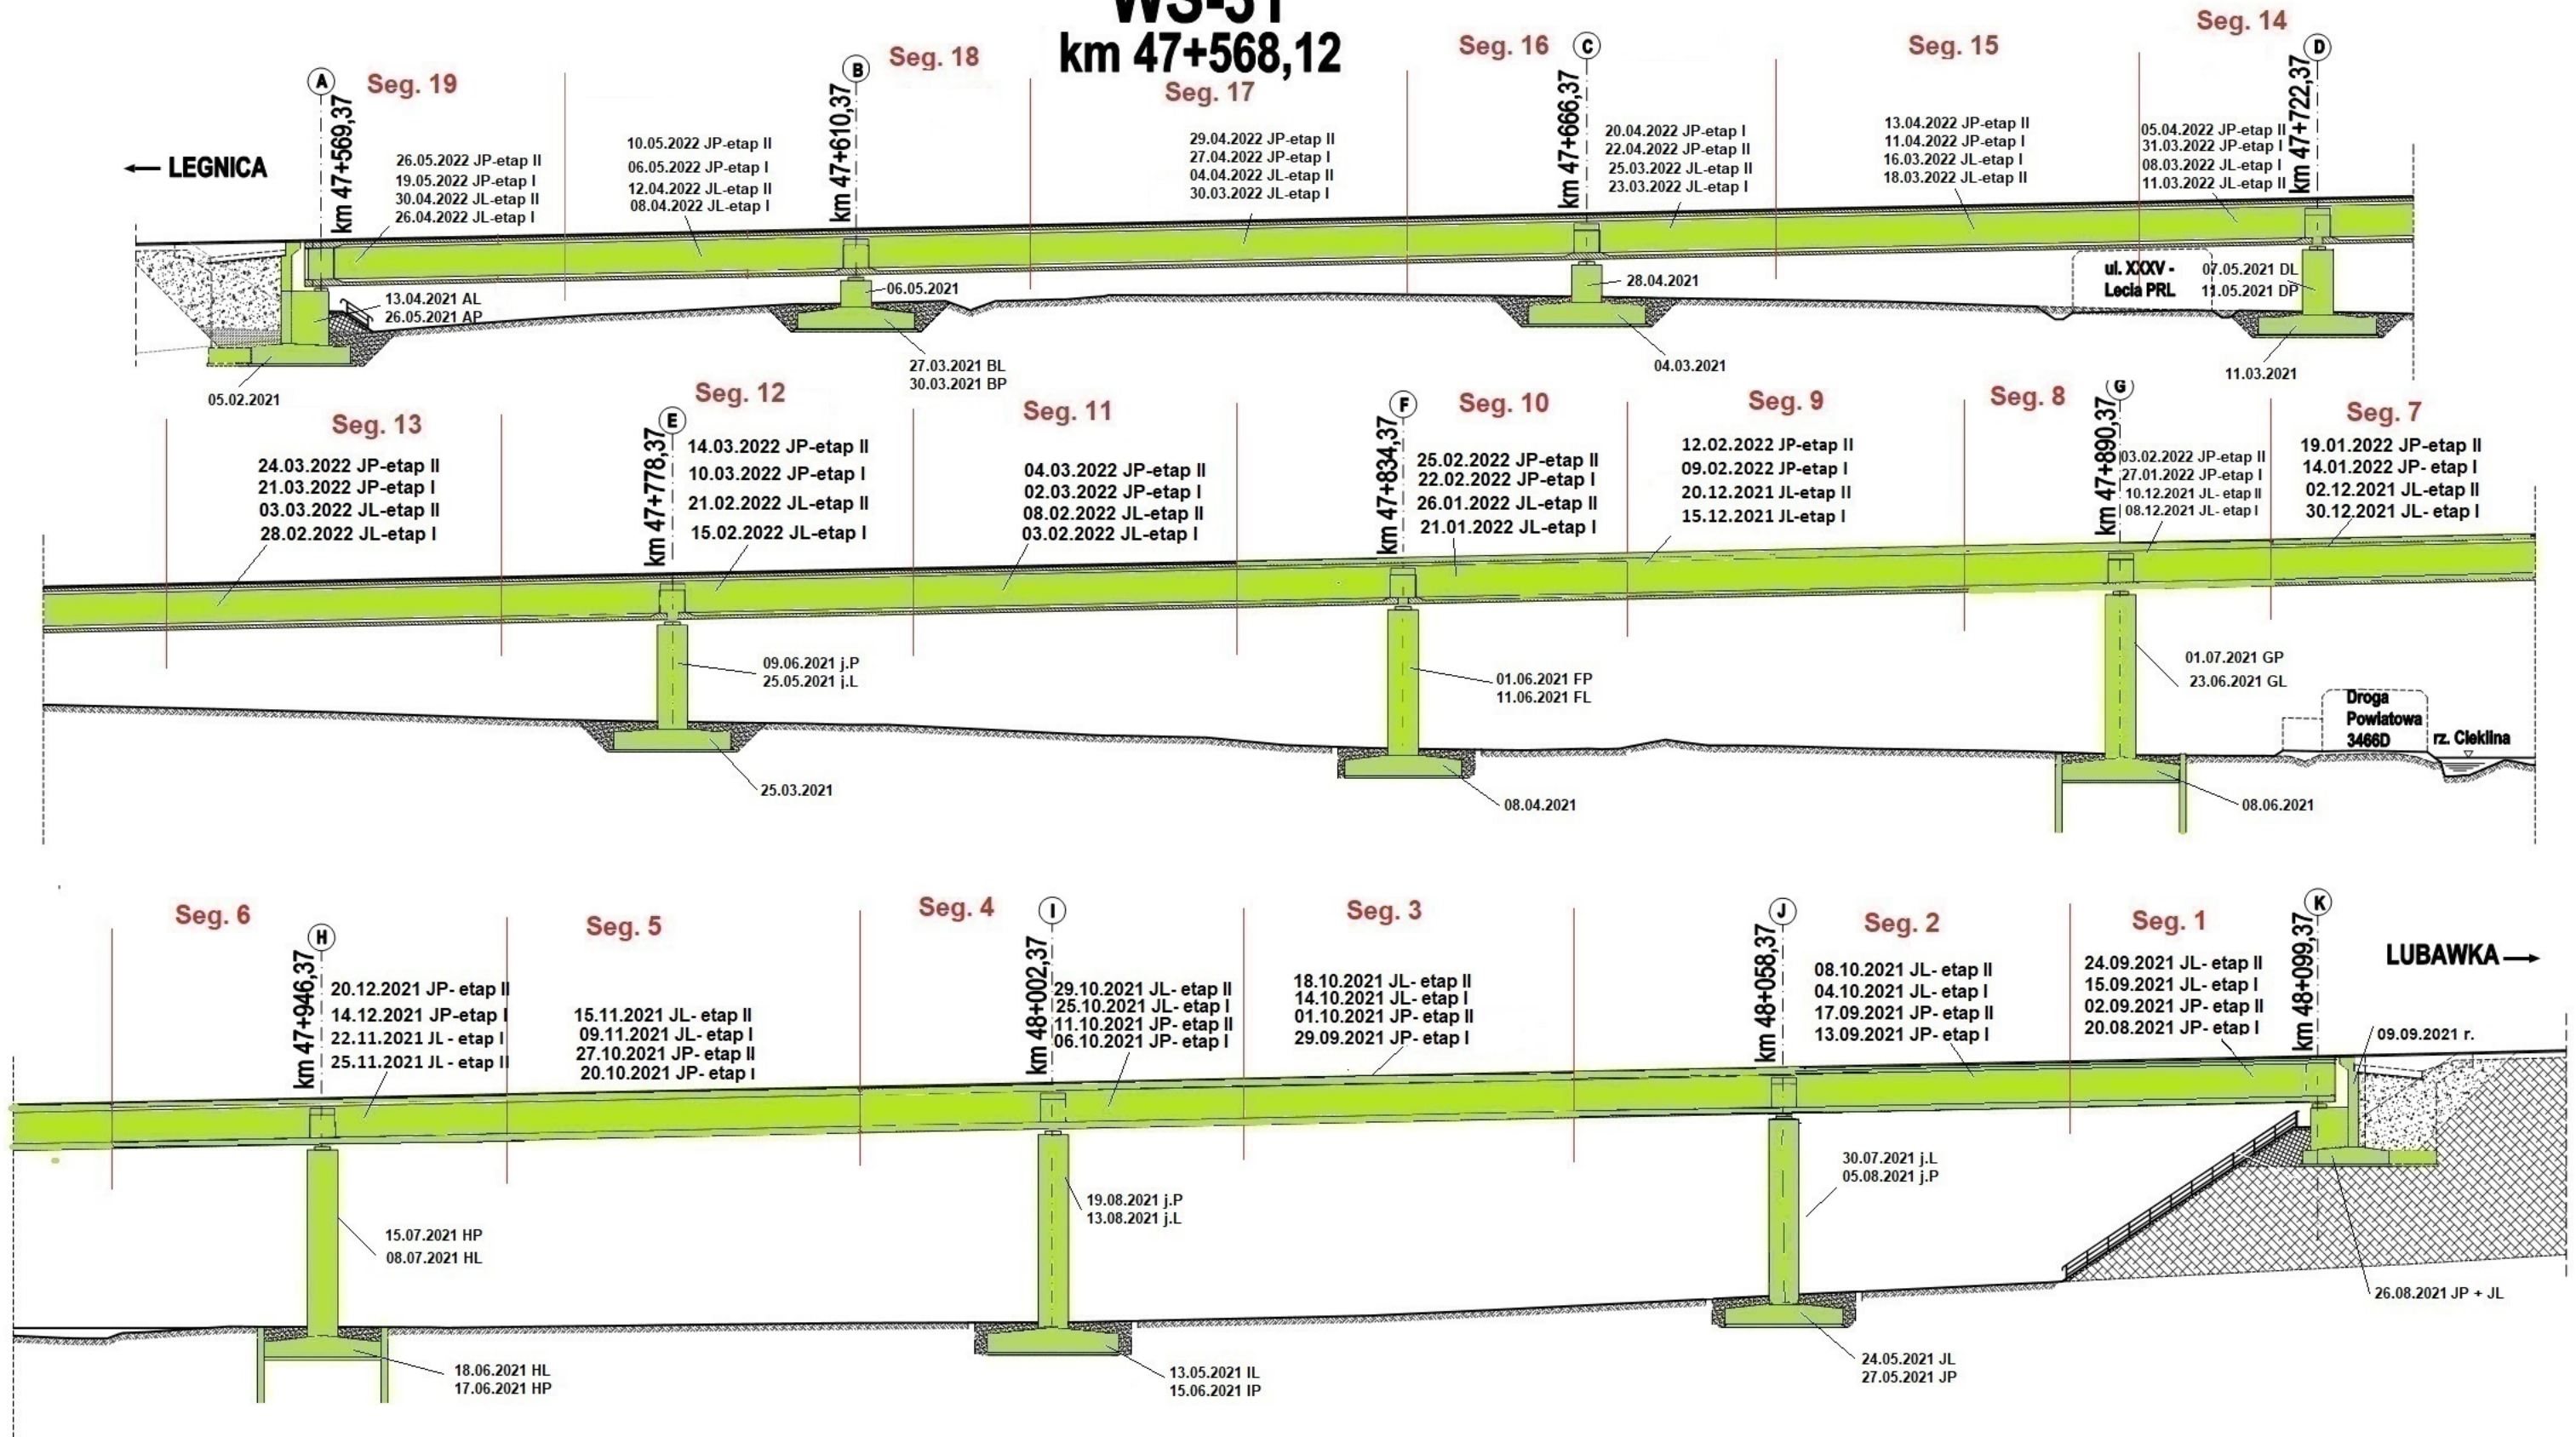 WS-31
km 47+568,12
Seg. 19
Seg. 18
Seg. 17
Seg. 16
Seg. 15
Seg. 14
A
B
C
D
km 47+569,37
km 47+610,37
km 47+666,37
km 47+722,37
← LEGNICA
26.05.2022 JP-etap II
19.05.2022 JP-etap I
30.04.2022 JL-etap II
26.04.2022 JL-etap I
10.05.2022 JP-etap II
06.05.2022 JP-etap I
12.04.2022 JL-etap II
08.04.2022 JL-etap I
29.04.2022 JP-etap II
27.04.2022 JP-etap I
04.04.2022 JL-etap II
30.03.2022 JL-etap I
20.04.2022 JP-etap I
22.04.2022 JP-etap II
25.03.2022 JL-etap II
23.03.2022 JL-etap I
13.04.2022 JP-etap II
11.04.2022 JP-etap I
16.03.2022 JL-etap I
18.03.2022 JL-etap II
05.04.2022 JP-etap II
31.03.2022 JP-etap I
08.03.2022 JL-etap I
11.03.2022 JL-etap II
13.04.2021 AL
26.05.2021 AP
05.02.2021
06.05.2021
27.03.2021 BL
30.03.2021 BP
28.04.2021
04.03.2021
ul. XXXV -
Lecia PRL
07.05.2021 DL
11.05.2021 DP
11.03.2021
Seg. 13
Seg. 12
Seg. 11
Seg. 10
Seg. 9
Seg. 8
Seg. 7
E
F
G
km 47+778,37
km 47+834,37
km 47+890,37
24.03.2022 JP-etap II
21.03.2022 JP-etap I
03.03.2022 JL-etap II
28.02.2022 JL-etap I
14.03.2022 JP-etap II
10.03.2022 JP-etap I
21.02.2022 JL-etap II
15.02.2022 JL-etap I
04.03.2022 JP-etap II
02.03.2022 JP-etap I
08.02.2022 JL-etap II
03.02.2022 JL-etap I
25.02.2022 JP-etap II
22.02.2022 JP-etap I
26.01.2022 JL-etap II
21.01.2022 JL-etap I
12.02.2022 JP-etap II
09.02.2022 JP-etap I
20.12.2021 JL-etap II
15.12.2021 JL-etap I
03.02.2022 JP-etap II
27.01.2022 JP-etap I
10.12.2021 JL- etap II
08.12.2021 JL- etap I
19.01.2022 JP-etap II
14.01.2022 JP- etap I
02.12.2021 JL-etap II
30.12.2021 JL- etap I
09.06.2021 j.P
25.05.2021 j.L
25.03.2021
01.06.2021 FP
11.06.2021 FL
08.04.2021
01.07.2021 GP
23.06.2021 GL
Droga
Powiatowa
3466D
rz. Cieklina
08.06.2021
Seg. 6
Seg. 5
Seg. 4
Seg. 3
Seg. 2
Seg. 1
H
I
J
K
km 47+946,37
km 48+002,37
km 48+058,37
km 48+099,37
LUBAWKA →
20.12.2021 JP- etap II
14.12.2021 JP-etap I
22.11.2021 JL - etap I
25.11.2021 JL - etap II
15.11.2021 JL- etap II
09.11.2021 JL- etap I
27.10.2021 JP- etap II
20.10.2021 JP- etap I
29.10.2021 JL- etap II
25.10.2021 JL- etap I
11.10.2021 JP- etap II
06.10.2021 JP- etap I
18.10.2021 JL- etap II
14.10.2021 JL- etap I
01.10.2021 JP- etap II
29.09.2021 JP- etap I
08.10.2021 JL- etap II
04.10.2021 JL- etap I
17.09.2021 JP- etap II
13.09.2021 JP- etap I
24.09.2021 JL- etap II
15.09.2021 JL- etap I
02.09.2021 JP- etap II
20.08.2021 JP- etap I
09.09.2021 r.
15.07.2021 HP
08.07.2021 HL
18.06.2021 HL
17.06.2021 HP
19.08.2021 j.P
13.08.2021 j.L
13.05.2021 IL
15.06.2021 IP
30.07.2021 j.L
05.08.2021 j.P
24.05.2021 JL
27.05.2021 JP
26.08.2021 JP + JL